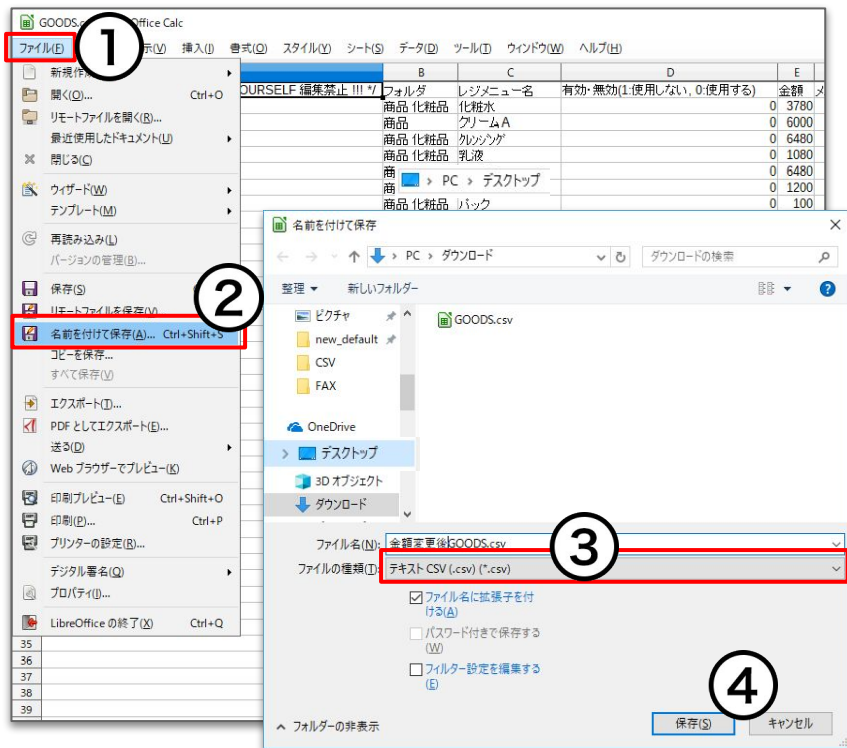 GOODS.
ffice Calc
ファイル(F)
示(V) 挿入(I) 書式(O) スタイル(Y) シート(S) データ(D) ツール(T) ウィンドウ(W) ヘルプ(H)
①
B C D E
OURSELF 編集禁止 !!! */ フォルダ レジメニュー名 有効・無効(1:使用しない, 0:使用する) 金額
商品 化粧品 化粧水 0 3780
商品 クリームA 0 6000
商品 化粧品 クレンジング 0 6480
商品 化粧品 乳液 0 1080
商 0 6480
商 0 1200
商品 化粧品 パック 0 100
PC > デスクトップ
新規作
開く(O)... Ctrl+O
リモートファイルを開く(R)...
最近使用したドキュメント(U)
閉じる(C)
ウィザード(W)
テンプレート(M)
再読み込み(L)
バージョンの管理(B)...
保存(S)
リモートファイルを保存(V)
②
名前を付けて保存(A)... Ctrl+Shift+S
コピーを保存...
すべて保存(V)
エクスポート(T)...
PDF としてエクスポート(E)...
送る(D)
Web ブラウザーでプレビュー(K)
印刷プレビュー(E) Ctrl+Shift+O
印刷(P)... Ctrl+P
プリンターの設定(R)...
デジタル署名(Q)
プロパティ(I)...
LibreOffice の終了(X) Ctrl+Q
35
36
37
38
39
名前を付けて保存
PC > ダウンロード
ダウンロードの検索
整理 新しいフォルダー
ピクチャ
new_default
CSV
FAX
OneDrive
デスクトップ
3D オブジェクト
ダウンロード
GOODS.csv
ファイル名(N): 金額変更後GOODS.csv
③
ファイルの種類(T): テキスト CSV (.csv) (*.csv)
ファイル名に拡張子を付
ける(A)
パスワード付きで保存する
(W)
フィルター設定を編集する
(E)
④
フォルダーの非表示
保存(S) キャンセル